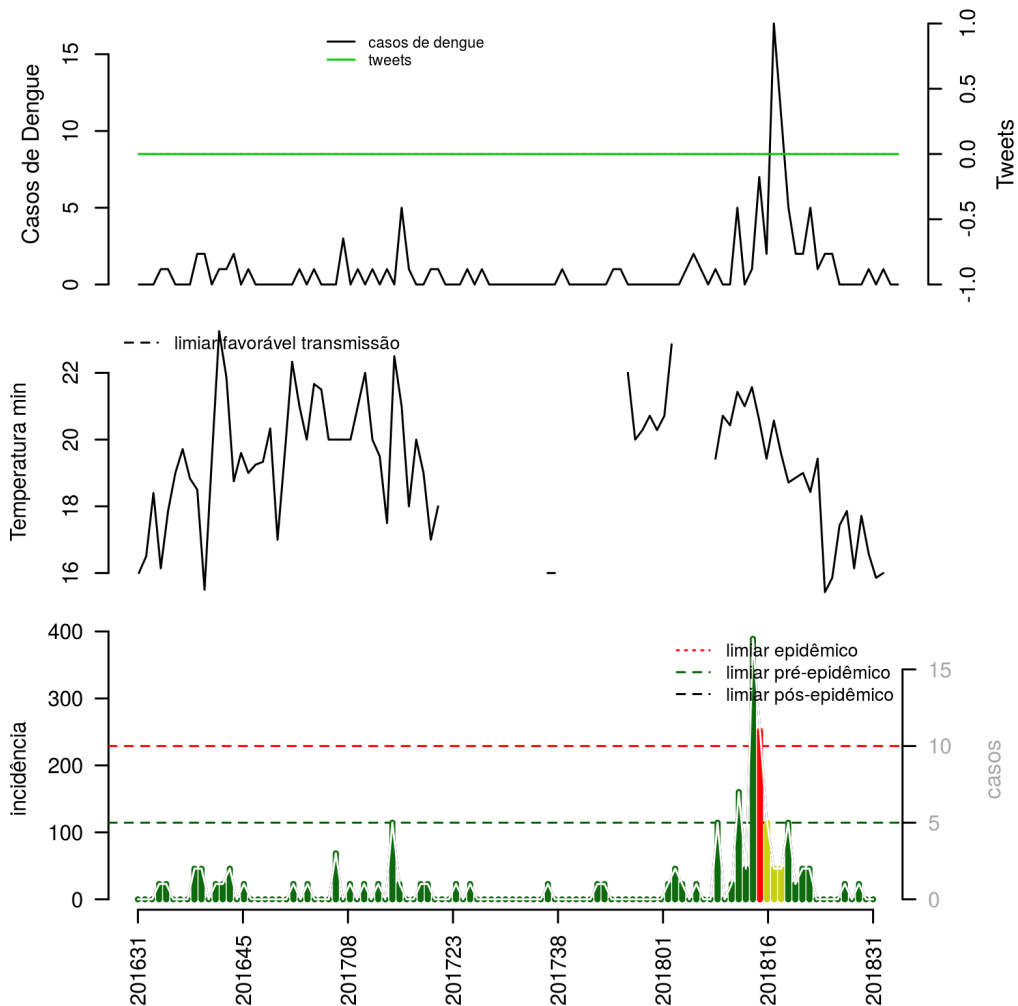 casos de dengue
tweets
Casos de Dengue
0
5
10
15
Tweets
-1.0
-0.5
0.0
0.5
1.0
limiar favorável transmissão
Temperatura min
16
18
20
22
limiar epidêmico
limiar pré-epidêmico
limiar pós-epidêmico
incidência
0
100
200
300
400
casos
0
5
10
15
201631
201645
201708
201723
201738
201801
201816
201831